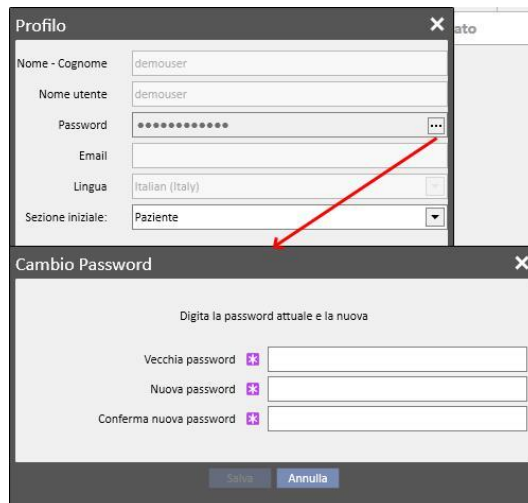 Profilo
ato
Nome - Cognome demouser
Nome utente demouser
Password ●●●●●●●●●●●● ...
Email
Lingua Italian (Italy)
Sezione iniziale: Paziente
Cambio Password
Digita la password attuale e la nuova
Vecchia password
Nuova password
Conferma nuova password
Salva Annulla